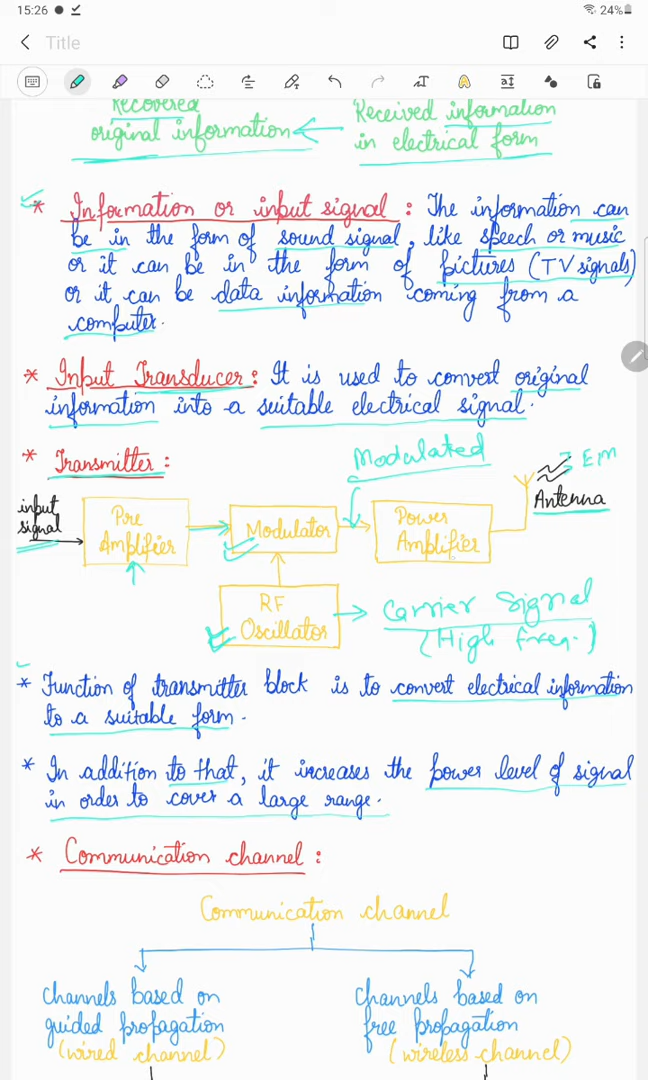 15:26
24%
Title
Recovered
original information
Received information
in electrical form
* Information or input signal : The information can
be in the form of sound signal, like speech or music
or it can be in the form of pictures (TV signals)
or it can be data information coming from a
computer.
* Input Transducer : It is used to convert original
information into a suitable electrical signal.
* Transmitter :
Modulated
EM
input
signal
Pre
Amplifier
Modulator
Power
Amplifier
Antenna
RF
Oscillator
Carrier Signal
(High Freq.)
* Function of transmitter block is to convert electrical information
to a suitable form.
* In addition to that, it increases the power level of signal
in order to cover a large range.
* Communication channel :
Communication channel
channels based on
guided propagation
(wired channel)
channels based on
free propagation
(wireless channel)